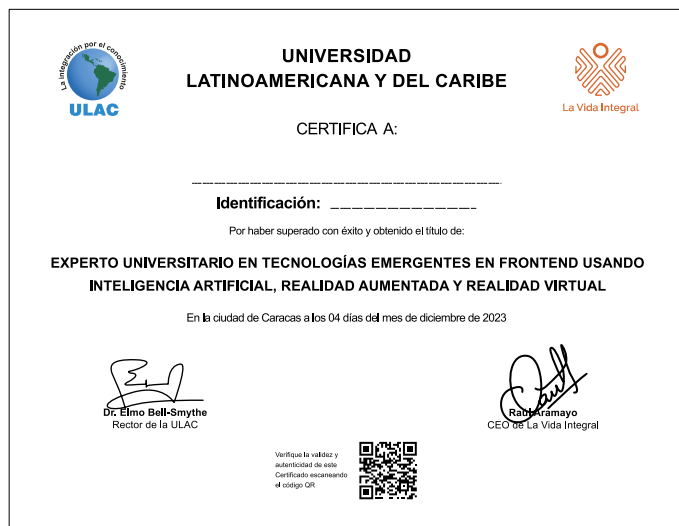 La integración por el conocimiento
ULAC
UNIVERSIDAD
LATINOAMERICANA Y DEL CARIBE
La Vida Integral
CERTIFICA A:
Identificación:
Por haber superado con éxito y obtenido el título de:
EXPERTO UNIVERSITARIO EN TECNOLOGÍAS EMERGENTES EN FRONTEND USANDO
INTELIGENCIA ARTIFICIAL, REALIDAD AUMENTADA Y REALIDAD VIRTUAL
En la ciudad de Caracas a los 04 días del mes de diciembre de 2023
Dr. Elmo Bell-Smythe
Rector de la ULAC
Raúl Aramayo
CEO de La Vida Integral
Verifique la validez y
autenticidad de este
Certificado escaneando
el código QR